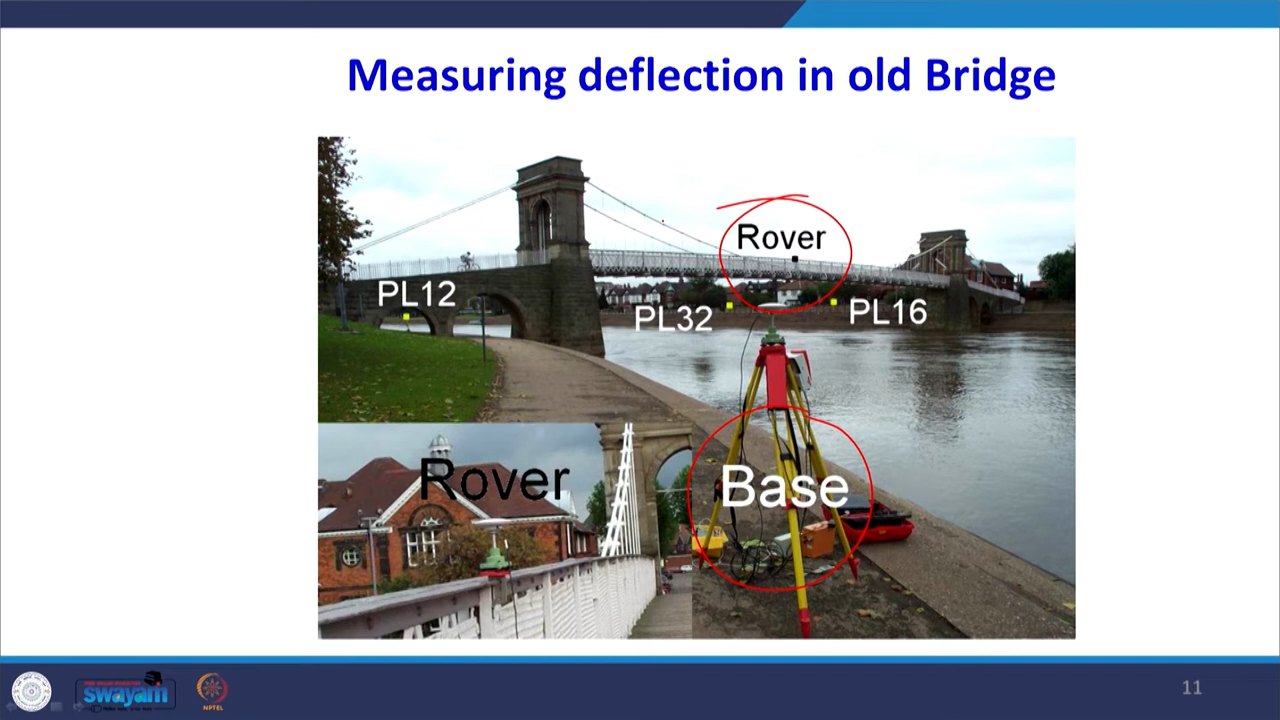 Measuring deflection in old Bridge
Rover
PL12
PL32
PL16
Rover
Base
swayam
NPTEL
11